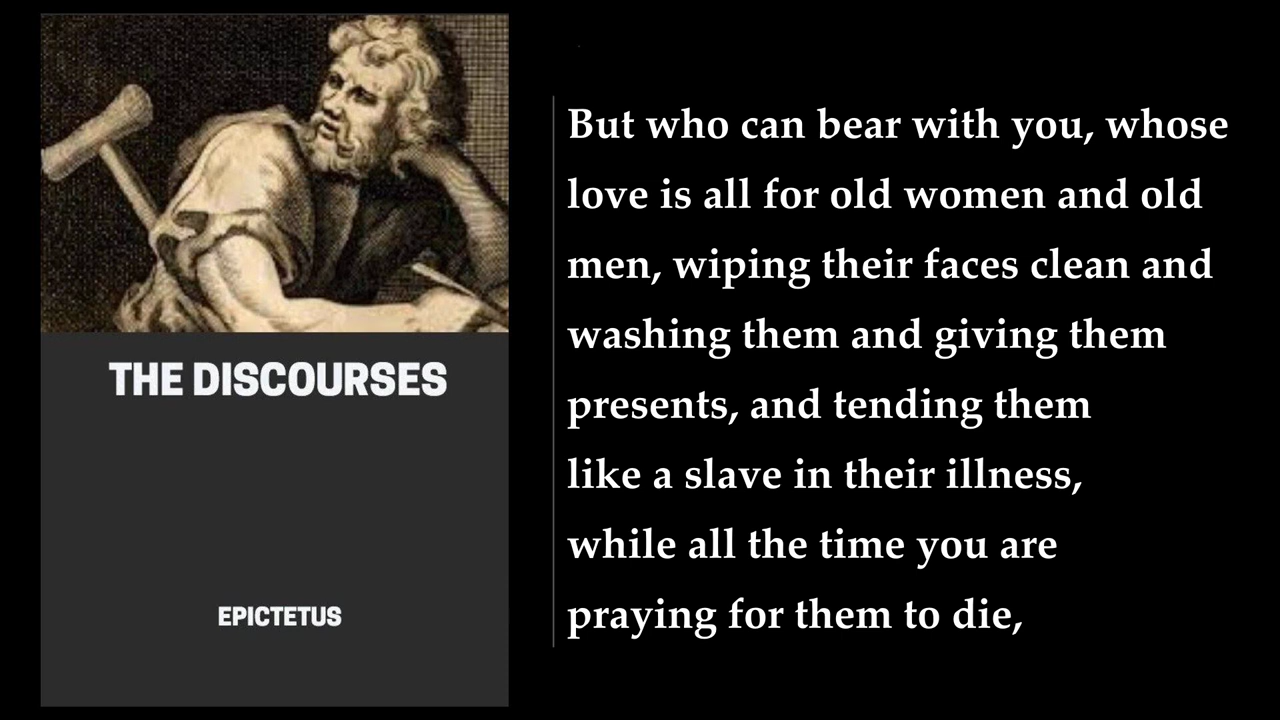 THE DISCOURSES
EPICTETUS
But who can bear with you, whose
love is all for old women and old
men, wiping their faces clean and
washing them and giving them
presents, and tending them
like a slave in their illness,
while all the time you are
praying for them to die,